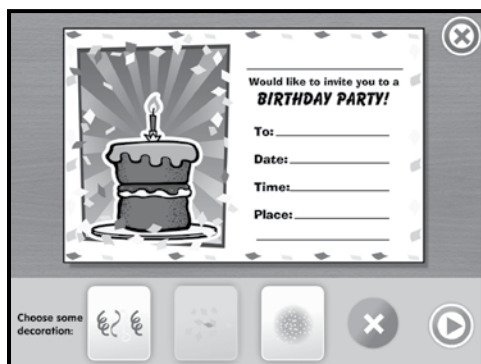 Would like to invite you to a
BIRTHDAY PARTY!
To:
Date:
Time:
Place:
Choose some
decoration: